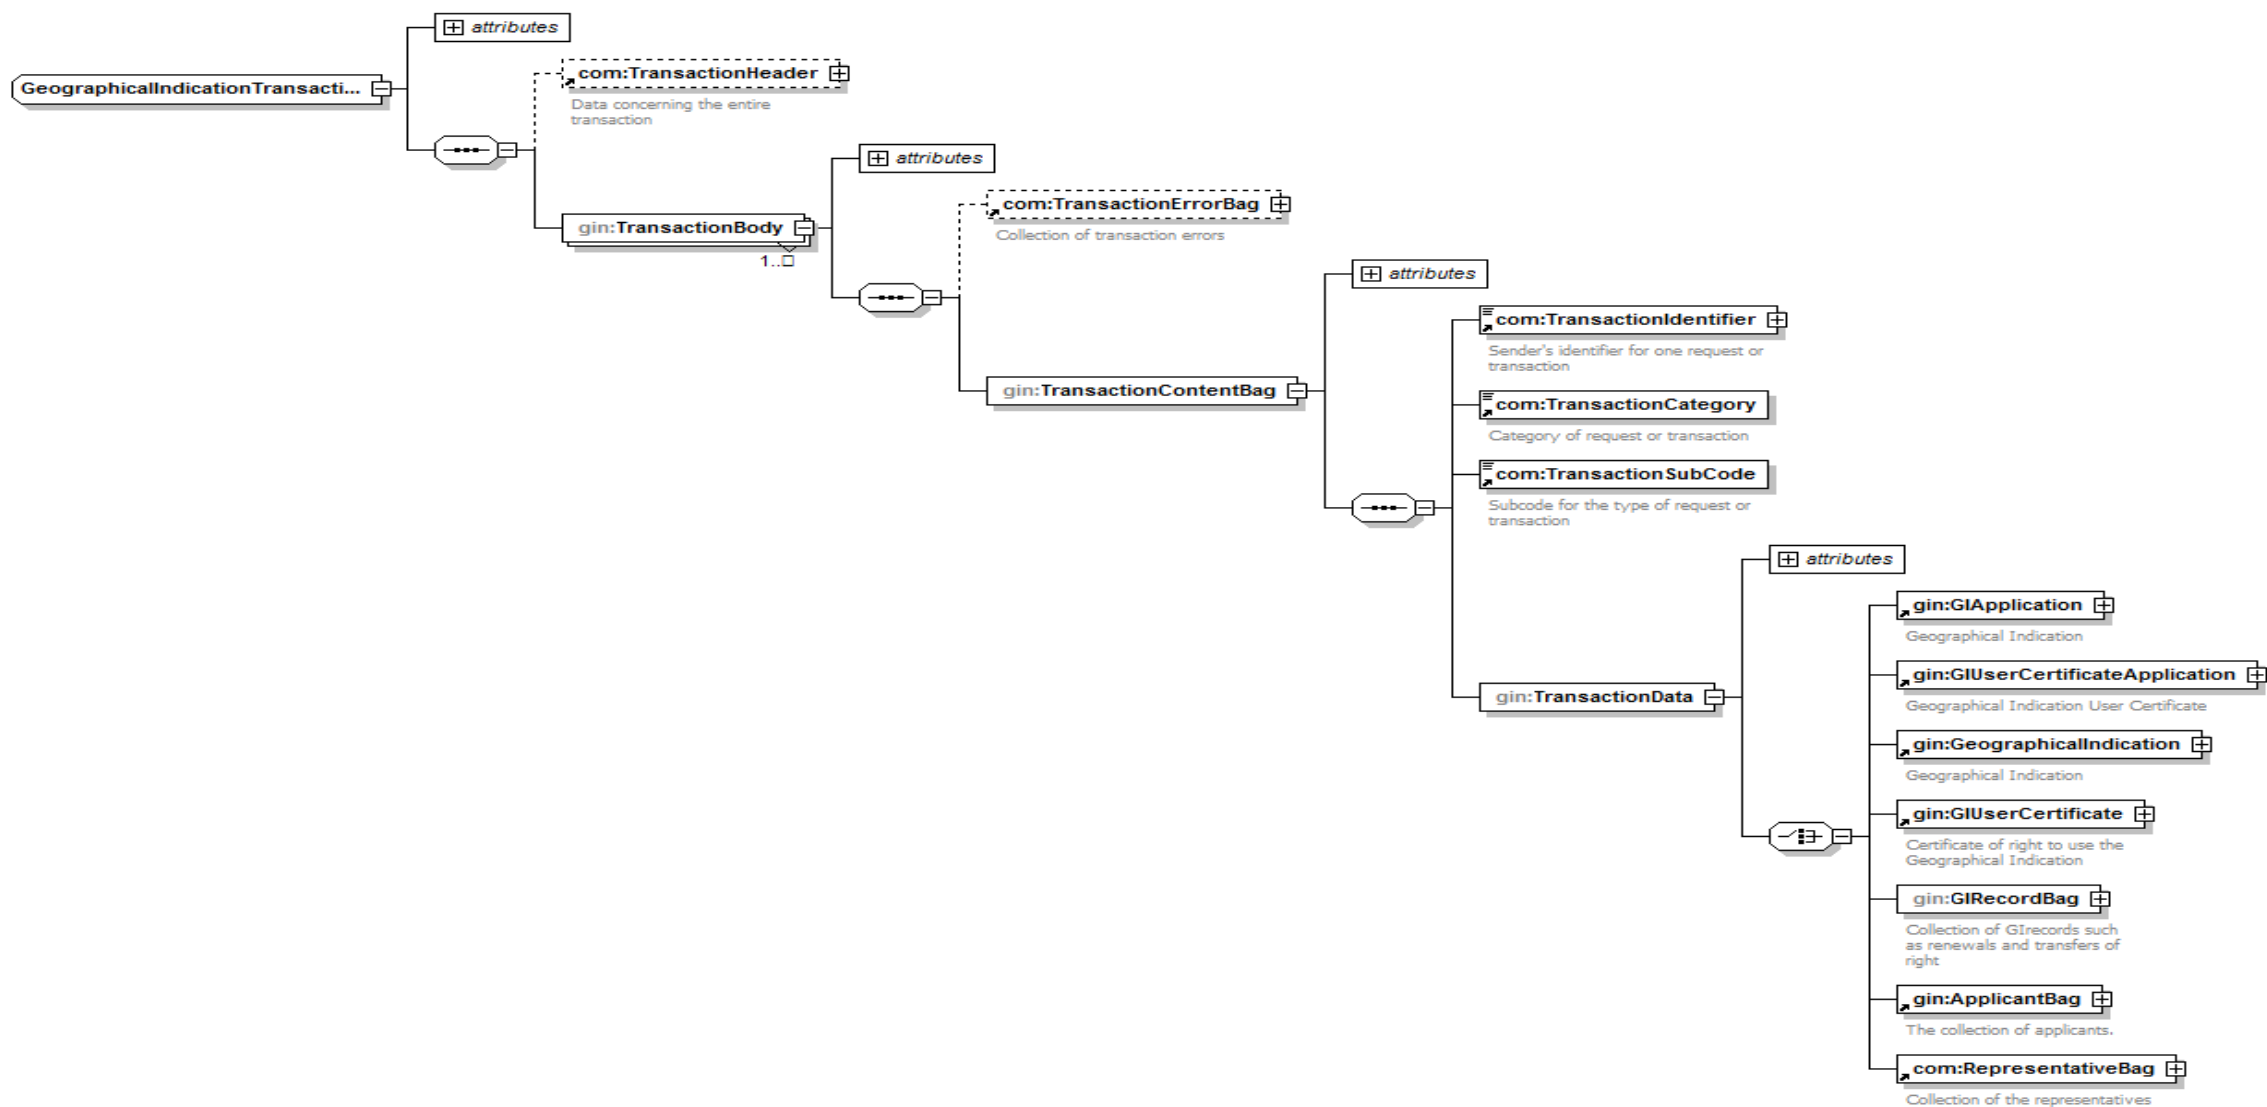 attributes
com:TransactionHeader
GeographicalIndicationTransacti...
Data concerning the entire
transaction
attributes
com:TransactionErrorBag
gin:TransactionBody
Collection of transaction errors
1..□
attributes
com:TransactionIdentifier
Sender's identifier for one request or
transaction
gin:TransactionContentBag
com:TransactionCategory
Category of request or transaction
com:TransactionSubCode
Subcode for the type of request or
transaction
attributes
gin:GIApplication
Geographical Indication
gin:GIUserCertificateApplication
Geographical Indication User Certificate
gin:TransactionData
gin:GeographicalIndication
Geographical Indication
gin:GIUserCertificate
Certificate of right to use the
Geographical Indication
gin:GIRecordBag
Collection of GIrecords such
as renewals and transfers of
right
gin:ApplicantBag
The collection of applicants.
com:RepresentativeBag
Collection of the representatives